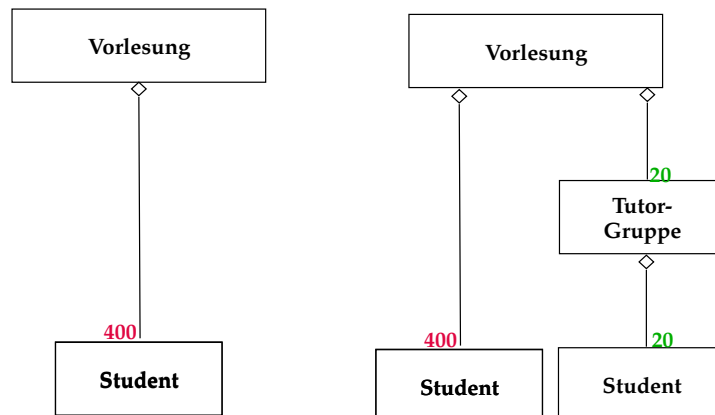 Vorlesung
400
Student
Vorlesung
20
Tutor-
Gruppe
400
20
Student
Student